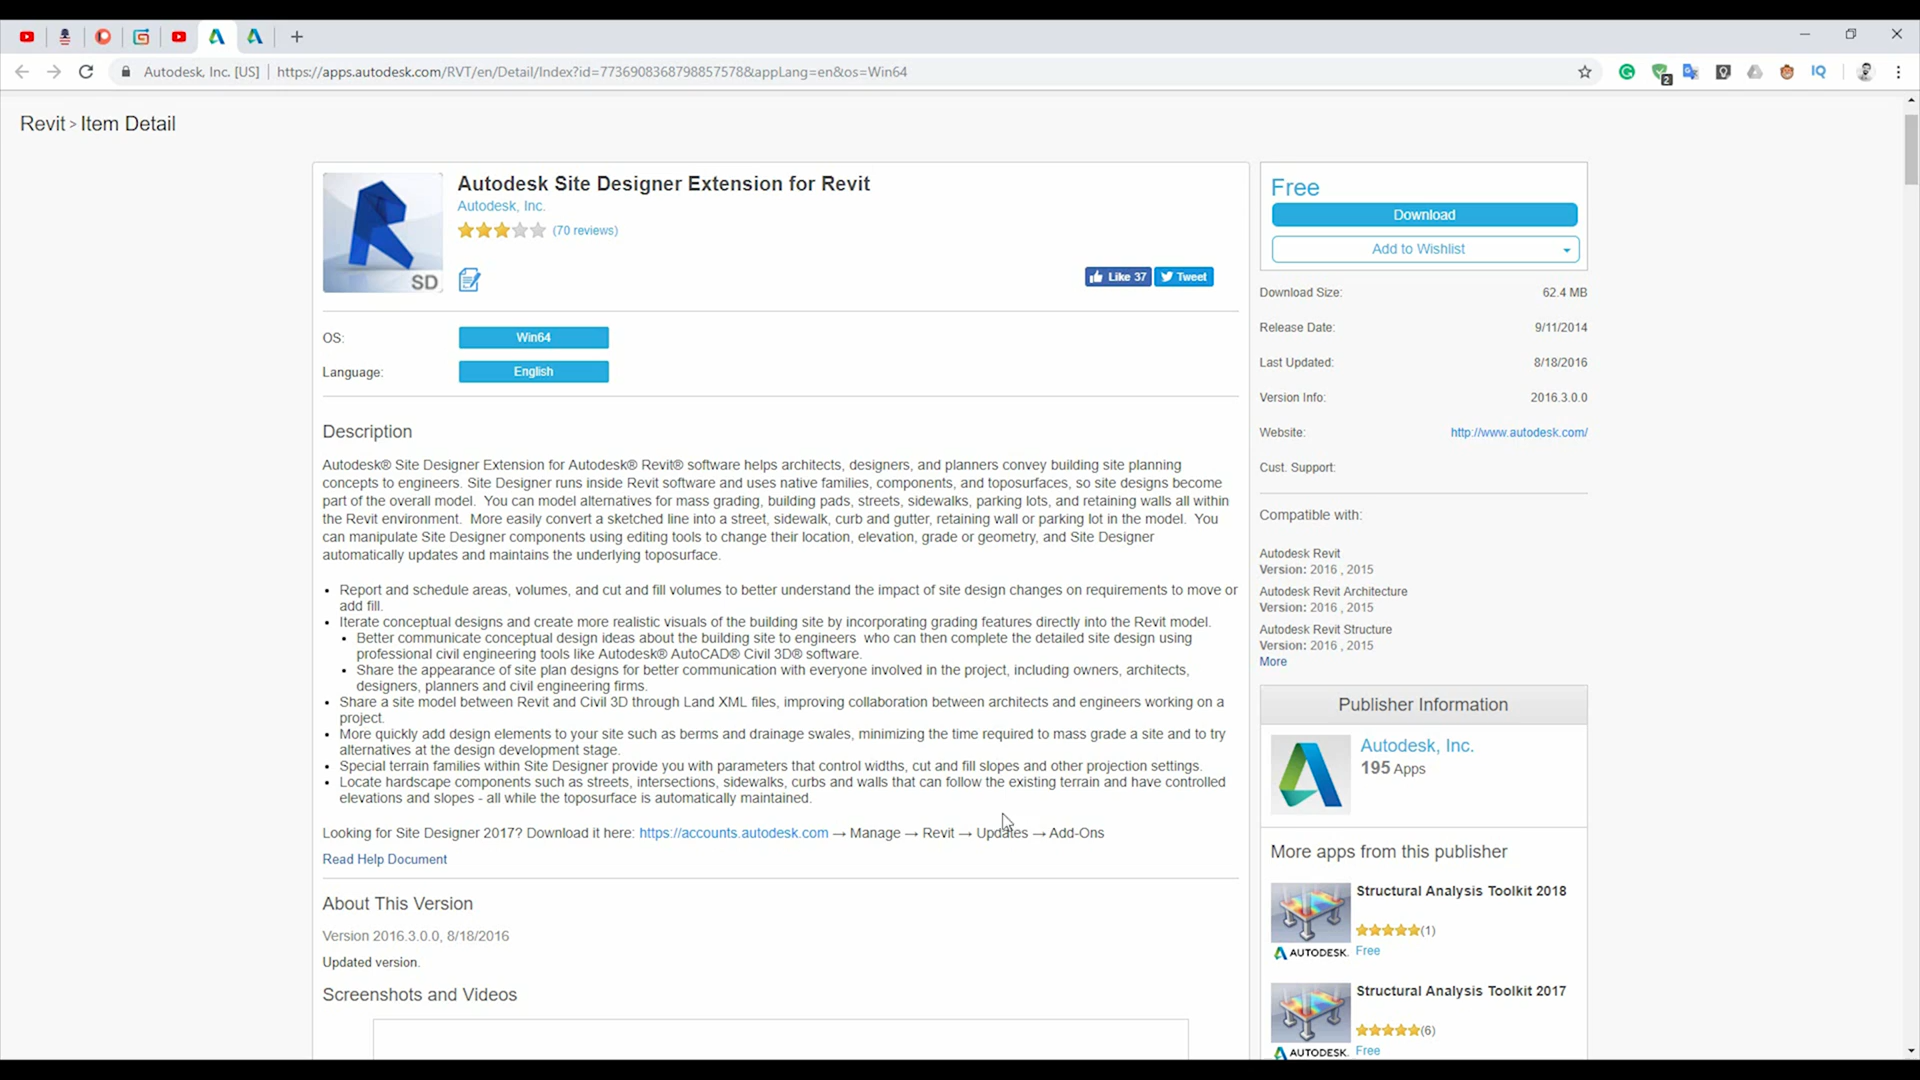 Autodesk, Inc. [US]
https://apps.autodesk.com/RVT/en/Detail/Index?id=7736908368798857578&appLang=en&os=Win64
2
IQ
Revit > Item Detail
SD
Autodesk Site Designer Extension for Revit
Autodesk, Inc.
(70 reviews)
Like 37
Tweet
OS:
Win64
Language:
English
Description
Autodesk® Site Designer Extension for Autodesk® Revit® software helps architects, designers, and planners convey building site planning
concepts to engineers. Site Designer runs inside Revit software and uses native families, components, and toposurfaces, so site designs become
part of the overall model.  You can model alternatives for mass grading, building pads, streets, sidewalks, parking lots, and retaining walls all within
the Revit environment.  More easily convert a sketched line into a street, sidewalk, curb and gutter, retaining wall or parking lot in the model.  You
can manipulate Site Designer components using editing tools to change their location, elevation, grade or geometry, and Site Designer
automatically updates and maintains the underlying toposurface.
• Report and schedule areas, volumes, and cut and fill volumes to better understand the impact of site design changes on requirements to move or
add fill.
• Iterate conceptual designs and create more realistic visuals of the building site by incorporating grading features directly into the Revit model.
• Better communicate conceptual design ideas about the building site to engineers  who can then complete the detailed site design using
professional civil engineering tools like Autodesk® AutoCAD® Civil 3D® software.
• Share the appearance of site plan designs for better communication with everyone involved in the project, including owners, architects,
designers, planners and civil engineering firms.
• Share a site model between Revit and Civil 3D through Land XML files, improving collaboration between architects and engineers working on a
project.
• More quickly add design elements to your site such as berms and drainage swales, minimizing the time required to mass grade a site and to try
alternatives at the design development stage.
• Special terrain families within Site Designer provide you with parameters that control widths, cut and fill slopes and other projection settings.
• Locate hardscape components such as streets, intersections, sidewalks, curbs and walls that can follow the existing terrain and have controlled
elevations and slopes - all while the toposurface is automatically maintained.
Looking for Site Designer 2017? Download it here: https://accounts.autodesk.com → Manage → Revit → Updates → Add-Ons
Read Help Document
About This Version
Version 2016.3.0.0, 8/18/2016
Updated version.
Screenshots and Videos
Free
Download
Add to Wishlist
Download Size: 62.4 MB
Release Date: 9/11/2014
Last Updated: 8/18/2016
Version Info: 2016.3.0.0
Website: http://www.autodesk.com/
Cust. Support:
Compatible with:
Autodesk Revit
Version: 2016 , 2015
Autodesk Revit Architecture
Version: 2016 , 2015
Autodesk Revit Structure
Version: 2016 , 2015
More
Publisher Information
Autodesk, Inc.
195 Apps
More apps from this publisher
Structural Analysis Toolkit 2018
(1)
AUTODESK.
Free
Structural Analysis Toolkit 2017
(6)
AUTODESK.
Free